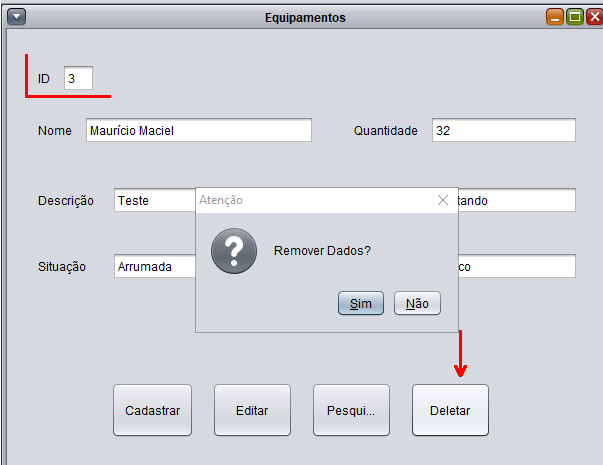 Equipamentos
ID 3
Nome Maurício Maciel Quantidade 32
Descrição Teste tando
Atenção
Remover Dados?
Situação Arrumada co
Sim Não
Cadastrar Editar Pesqui... Deletar